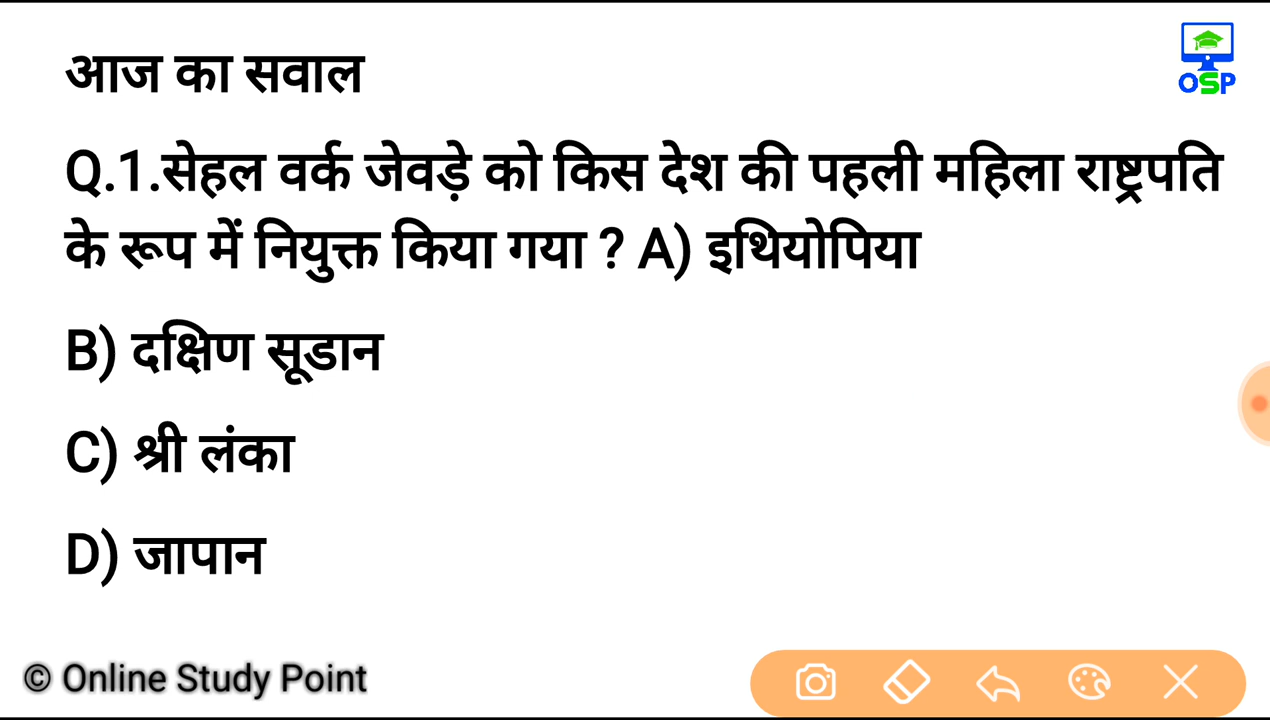 आज का सवाल
OSP
Q.1.सेहल वर्क जेवड़े को किस देश की पहली महिला राष्ट्रपति
के रूप में नियुक्त किया गया ? A) इथियोपिया
B) दक्षिण सूडान
C) श्री लंका
D) जापान
© Online Study Point